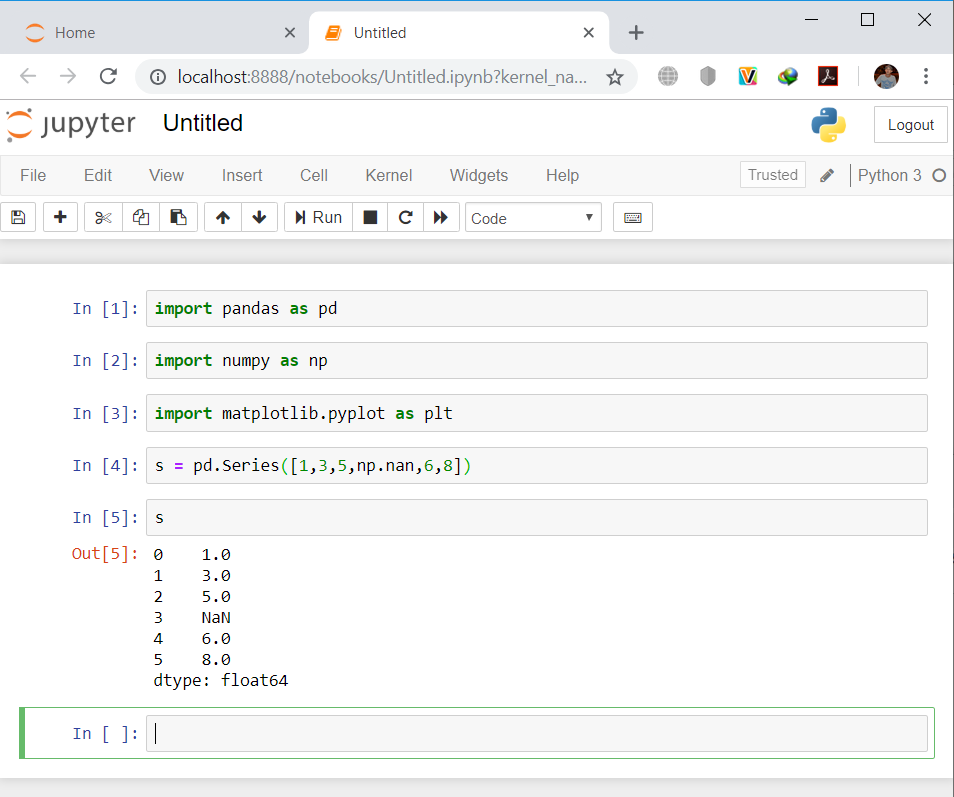 Home
Untitled
localhost:8888/notebooks/Untitled.ipynb?kernel_na...
jupyter Untitled
Logout
File Edit View Insert Cell Kernel Widgets Help Trusted Python 3
Run Code
In [1]: import pandas as pd
In [2]: import numpy as np
In [3]: import matplotlib.pyplot as plt
In [4]: s = pd.Series([1,3,5,np.nan,6,8])
In [5]: s
Out[5]: 0 1.0
1 3.0
2 5.0
3 NaN
4 6.0
5 8.0
dtype: float64
In [ ]: